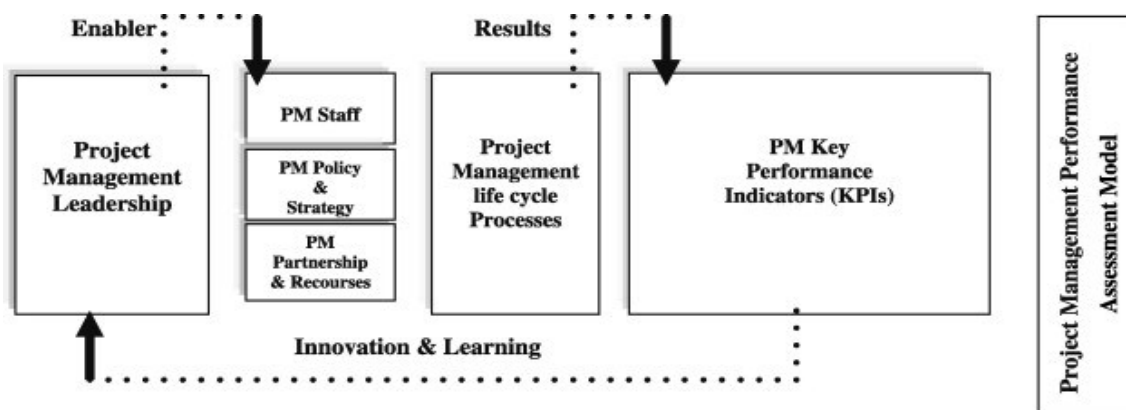 Enabler
Results
Project
Management
Leadership
PM Staff
PM Policy
&
Strategy
PM
Partnership
& Recourses
Project
Management
life cycle
Processes
PM Key
Performance
Indicators (KPIs)
Innovation & Learning
Project Management Performance
Assessment Model